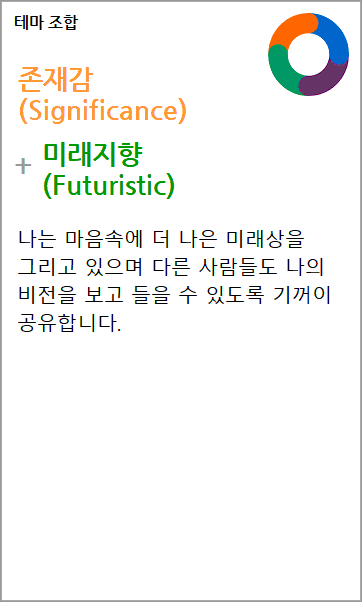 테마 조합
존재감
(Significance)
+ 미래지향
(Futuristic)
나는 마음속에 더 나은 미래상을
그리고 있으며 다른 사람들도 나의
비전을 보고 들을 수 있도록 기꺼이
공유합니다.